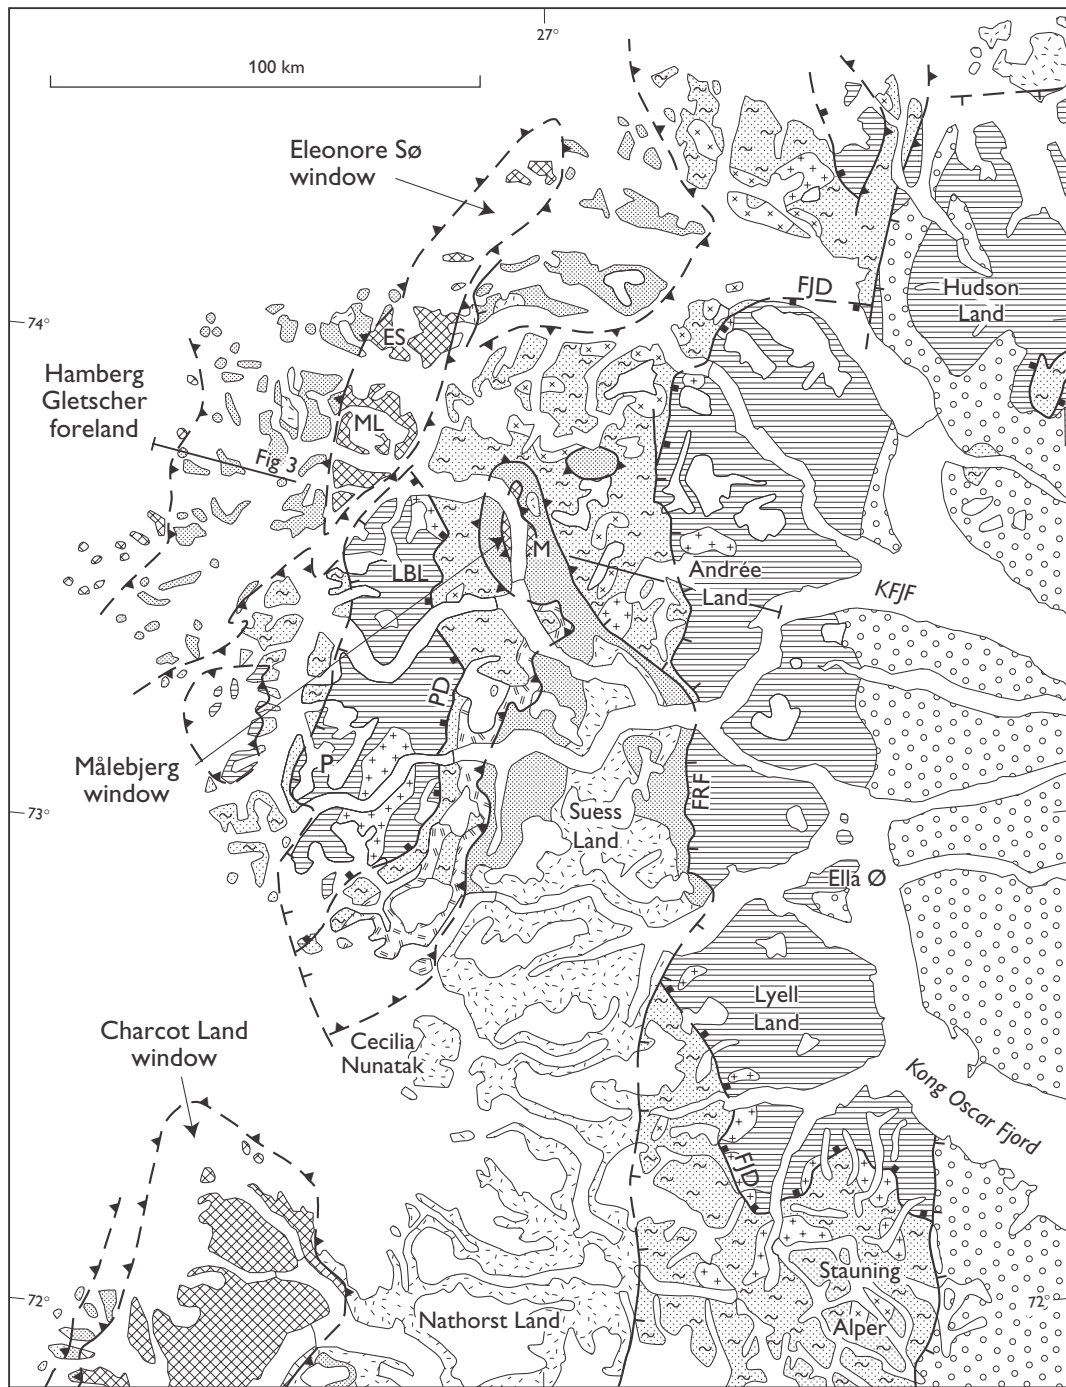 27°
100 km
Eleonore Sø
window
FJD
Hudson
Land
74°
ES
Hamberg
Gletscher
foreland
ML
Fig 3
M
LBL
Andrée
Land
KFJF
PD
P
Målebjerg
window
FRF
73°
Suess
Land
Ella Ø
Lyell
Land
Charcot Land
window
Cecilia
Nunatak
Kong Oscar Fjord
FJD
Stauning
Alper
72°
Nathorst Land
72°